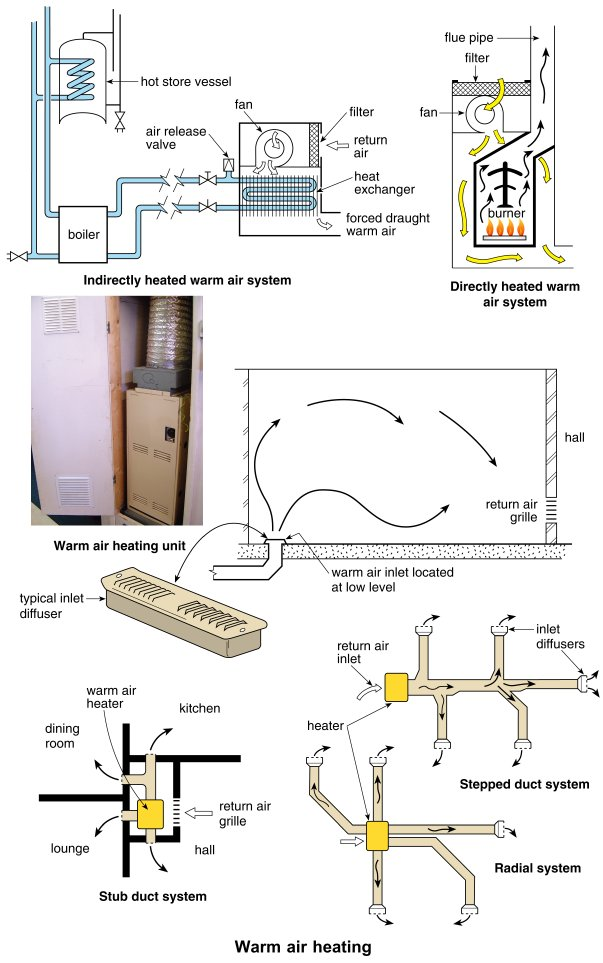 flue pipe
filter
fan
burner
Directly heated warm
air system
hot store vessel
fan
filter
air release
valve
return
air
heat
exchanger
forced draught
warm air
boiler
Indirectly heated warm air system
hall
return air
grille
Warm air heating unit
warm air inlet located
at low level
typical inlet
diffuser
return air
inlet
inlet
diffusers
heater
Stepped duct system
Radial system
warm air
heater
kitchen
dining
room
return air
grille
lounge
hall
Stub duct system
Warm air heating